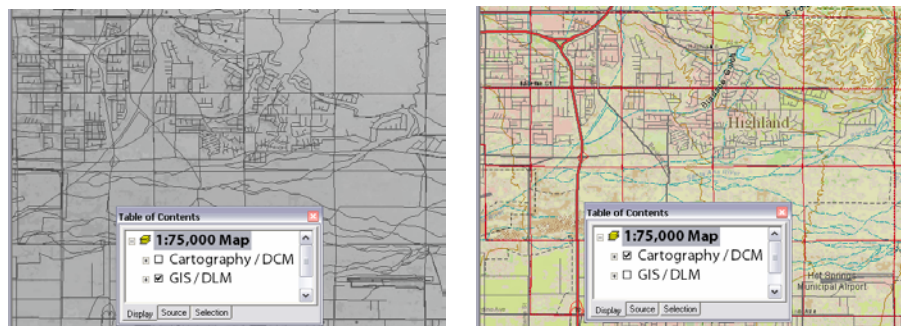 Table of Contents
1:75,000 Map
Cartography / DCM
GIS / DLM
Display Source Selection
Highland
Table of Contents
1:75,000 Map
Cartography / DCM
GIS / DLM
Hot Springs
Municipal Airport
Display Source Selection